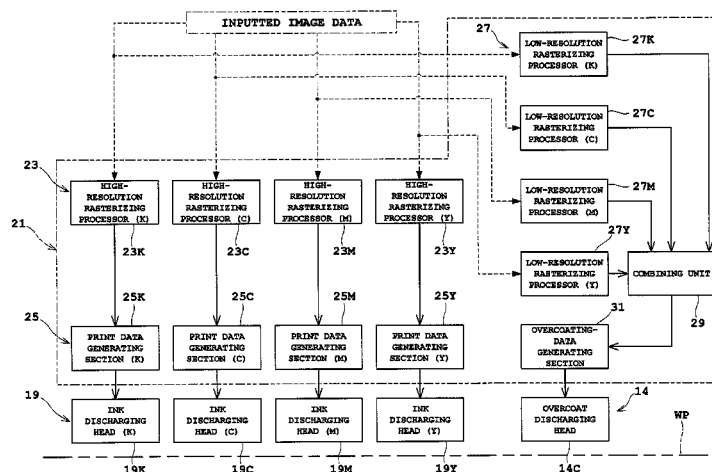 INPUTTED IMAGE DATA
27
LOW-RESOLUTION
RASTERIZING
PROCESSOR (K)
27K
LOW-RESOLUTION
RASTERIZING
PROCESSOR (C)
27C
23
HIGH-
RESOLUTION
RASTERIZING
PROCESSOR (K)
HIGH-
RESOLUTION
RASTERIZING
PROCESSOR (C)
HIGH-
RESOLUTION
RASTERIZING
PROCESSOR (M)
HIGH-
RESOLUTION
RASTERIZING
PROCESSOR (Y)
LOW-RESOLUTION
RASTERIZING
PROCESSOR (M)
27M
21
23K
23C
23M
23Y
27Y
LOW-RESOLUTION
RASTERIZING
PROCESSOR (Y)
COMBINING UNIT
29
25K
25C
25M
25Y
31
25
PRINT DATA
GENERATING
SECTION (K)
PRINT DATA
GENERATING
SECTION (C)
PRINT DATA
GENERATING
SECTION (M)
PRINT DATA
GENERATING
SECTION (Y)
OVERCOATING-
DATA
GENERATING
SECTION
19
INK
DISCHARGING
HEAD (K)
INK
DISCHARGING
HEAD (C)
INK
DISCHARGING
HEAD (M)
INK
DISCHARGING
HEAD (Y)
OVERCOAT
DISCHARGING
HEAD
14
WP
19K
19C
19M
19Y
14C